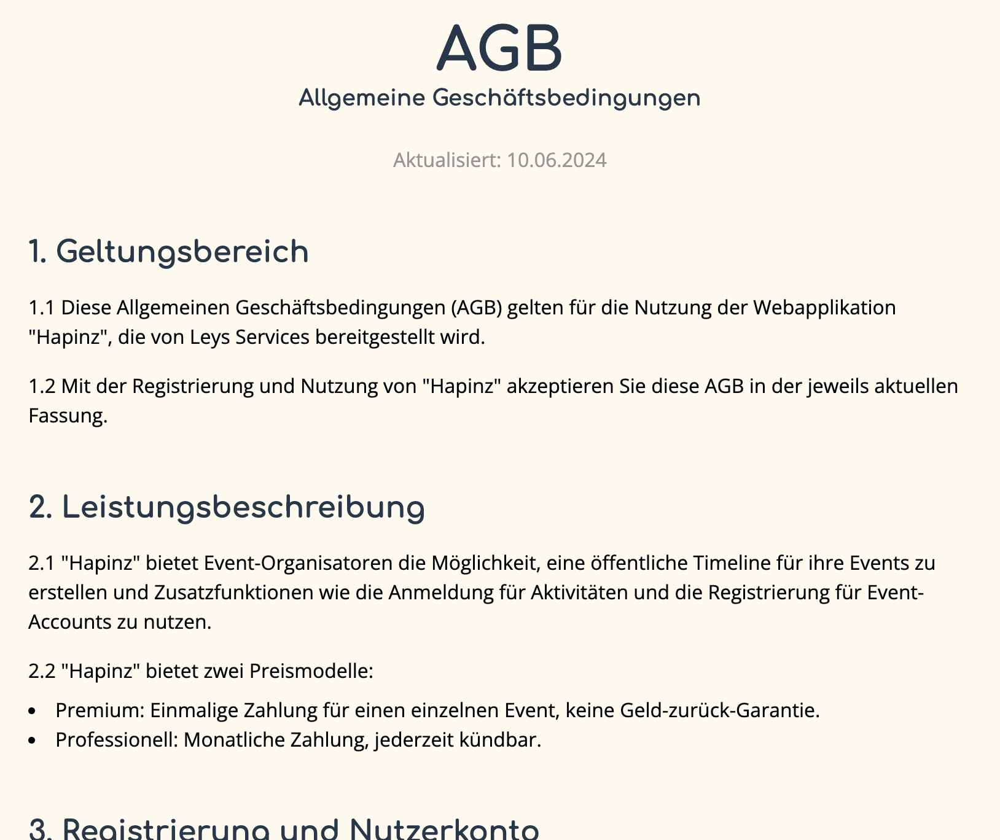 AGB
Allgemeine Geschäftsbedingungen
Aktualisiert: 10.06.2024
1. Geltungsbereich
1.1 Diese Allgemeinen Geschäftsbedingungen (AGB) gelten für die Nutzung der Webapplikation
"Hapinz", die von Leys Services bereitgestellt wird.
1.2 Mit der Registrierung und Nutzung von "Hapinz" akzeptieren Sie diese AGB in der jeweils aktuellen
Fassung.
2. Leistungsbeschreibung
2.1 "Hapinz" bietet Event-Organisatoren die Möglichkeit, eine öffentliche Timeline für ihre Events zu
erstellen und Zusatzfunktionen wie die Anmeldung für Aktivitäten und die Registrierung für Event-
Accounts zu nutzen.
2.2 "Hapinz" bietet zwei Preismodelle:
• Premium: Einmalige Zahlung für einen einzelnen Event, keine Geld-zurück-Garantie.
• Professionell: Monatliche Zahlung, jederzeit kündbar.
3. Registrierung und Nutzerkonto